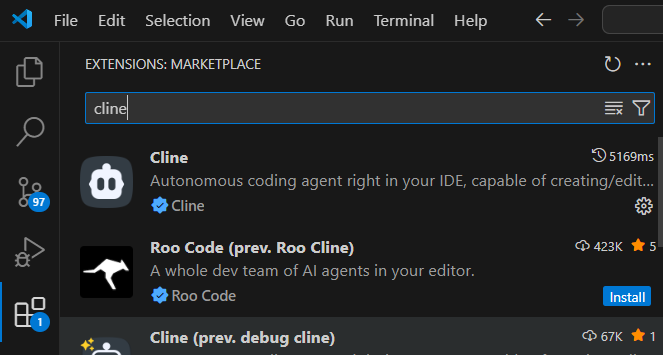 File Edit Selection View Go Run Terminal Help
EXTENSIONS: MARKETPLACE
cline
Cline 5169ms
Autonomous coding agent right in your IDE, capable of creating/edit...
Cline
97
Roo Code (prev. Roo Cline) 423K 5
A whole dev team of AI agents in your editor.
Roo Code Install
1
Cline (prev. debug cline) 67K 1